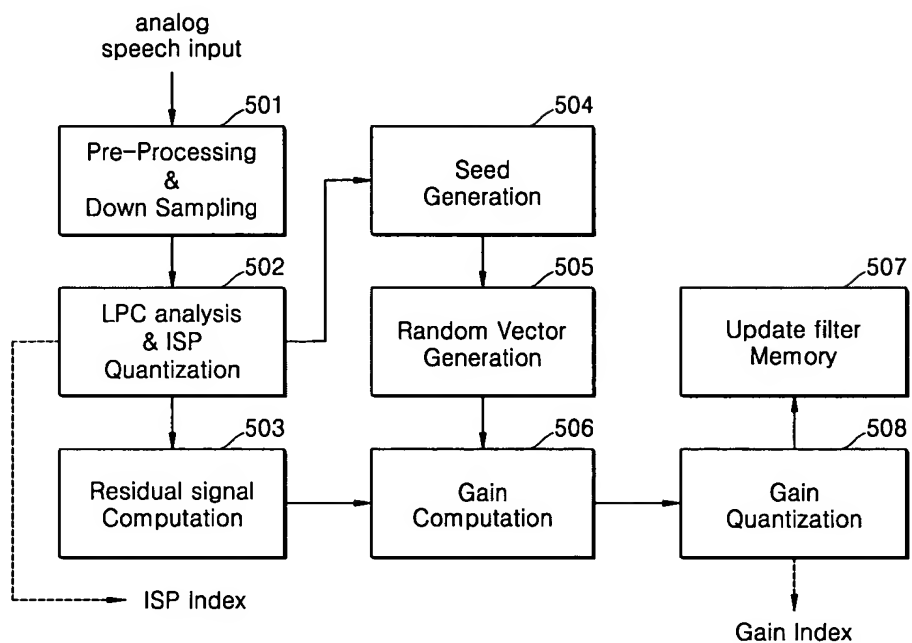 analog
speech input
501
Pre-Processing
&
Down Sampling
504
Seed
Generation
502
LPC analysis
& ISP
Quantization
505
Random Vector
Generation
507
Update filter
Memory
503
Residual signal
Computation
506
Gain
Computation
508
Gain
Quantization
ISP Index
Gain Index